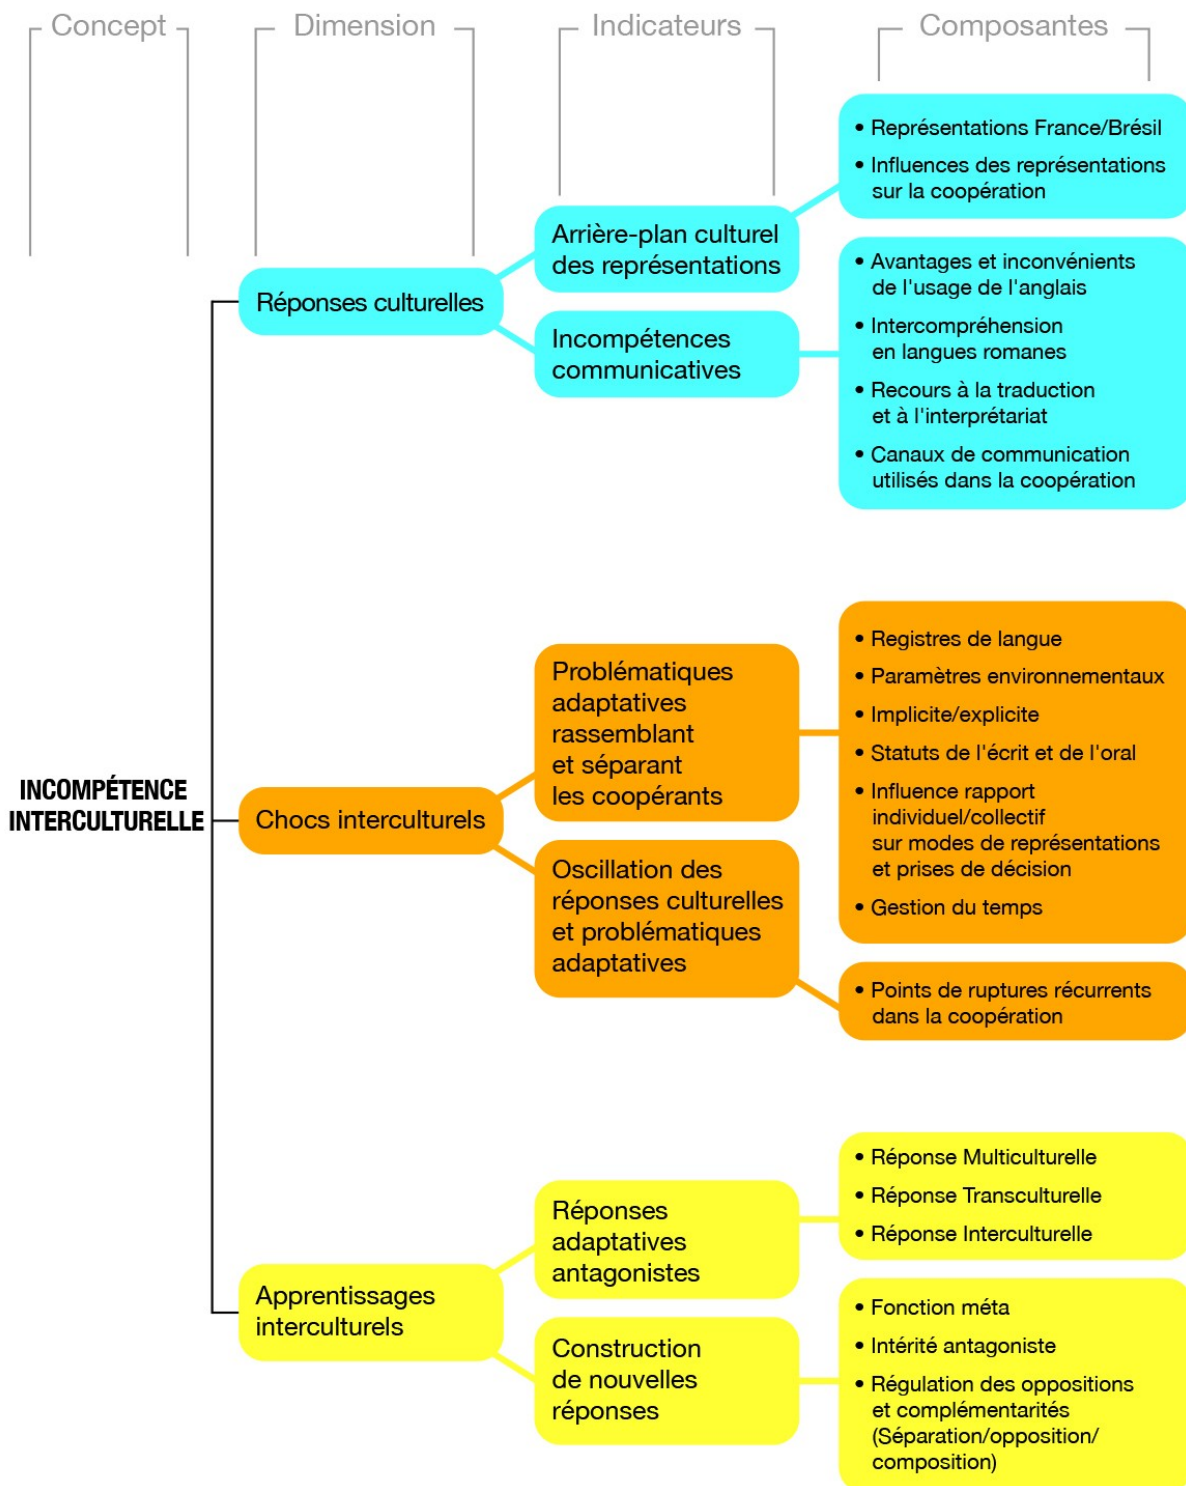 Concept
Dimension
Indicateurs
Composantes
INCOMPÉTENCE
INTERCULTURELLE
Réponses culturelles
Arrière-plan culturel
des représentations
• Représentations France/Brésil
• Influences des représentations
sur la coopération
Incompétences
communicatives
• Avantages et inconvénients
de l'usage de l'anglais
• Intercompréhension
en langues romanes
• Recours à la traduction
et à l'interprétariat
• Canaux de communication
utilisés dans la coopération
Chocs interculturels
Problématiques
adaptatives
rassemblant
et séparant
les coopérants
• Registres de langue
• Paramètres environnementaux
• Implicite/explicite
• Statuts de l'écrit et de l'oral
• Influence rapport
individuel/collectif
sur modes de représentations
et prises de décision
• Gestion du temps
Oscillation des
réponses culturelles
et problématiques
adaptatives
• Points de ruptures récurrents
dans la coopération
Apprentissages
interculturels
Réponses
adaptatives
antagonistes
• Réponse Multiculturelle
• Réponse Transculturelle
• Réponse Interculturelle
Construction
de nouvelles
réponses
• Fonction méta
• Intérité antagoniste
• Régulation des oppositions
et complémentarités
(Séparation/opposition/
composition)